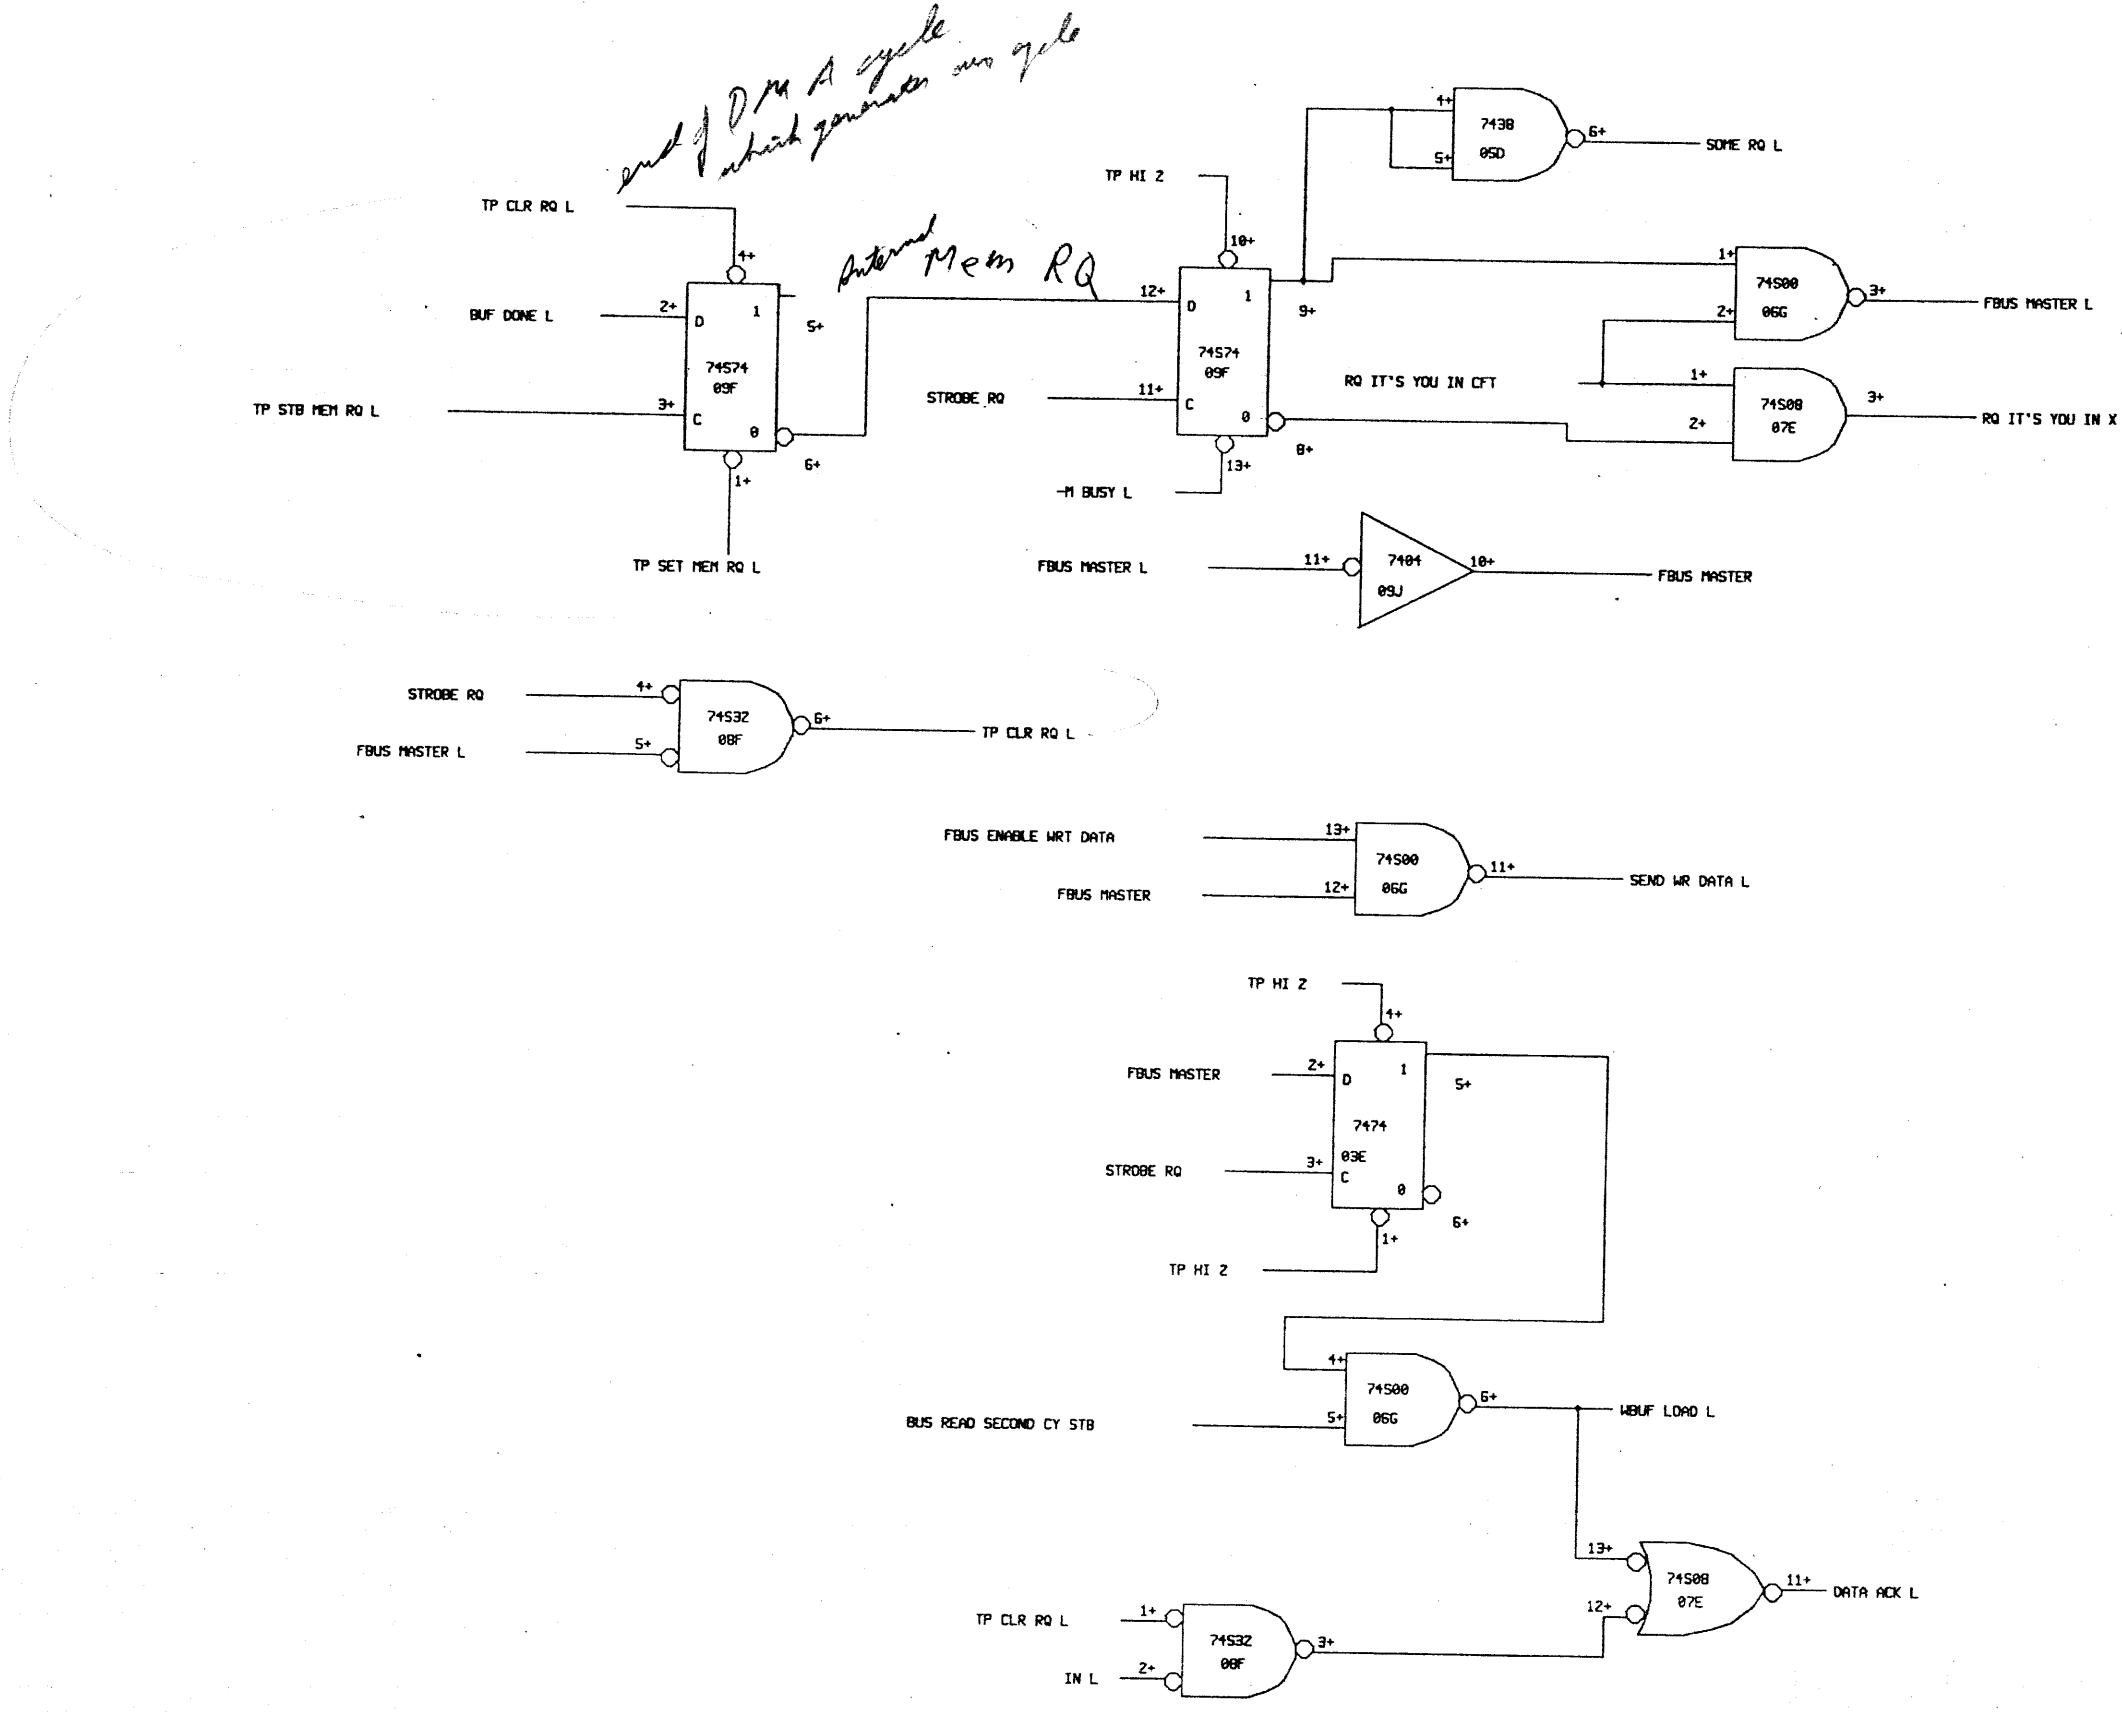 end of DMA cycle
which generates own cycle
TP CLR RQ L
4+
BUF DONE L
2+
D
1
5+
74S74
09F
TP STB MEM RQ L
3+
C
0
6+
1+
TP SET MEM RQ L
Internal Mem RQ
TP HI 2
10+
12+
D
1
9+
74S74
09F
STROBE RQ
11+
C
0
8+
13+
-M BUSY L
4+
5+
7438
05D
6+
SOME RQ L
1+
2+
74S00
06G
3+
FBUS MASTER L
RQ IT'S YOU IN CFT
1+
2+
74S08
07E
3+
RQ IT'S YOU IN X
FBUS MASTER L
11+
7404
09J
10+
FBUS MASTER
STROBE RQ
4+
FBUS MASTER L
5+
74S32
08F
6+
TP CLR RQ L
FBUS ENABLE WRT DATA
13+
FBUS MASTER
12+
74S00
06G
11+
SEND WR DATA L
TP HI 2
4+
FBUS MASTER
2+
D
1
5+
7474
03E
STROBE RQ
3+
C
0
6+
1+
TP HI 2
4+
BUS READ SECOND CY STB
5+
74S00
06G
6+
WBUF LOAD L
13+
12+
74S08
07E
11+
DATA ACK L
TP CLR RQ L
1+
IN L
2+
74S32
08F
3+